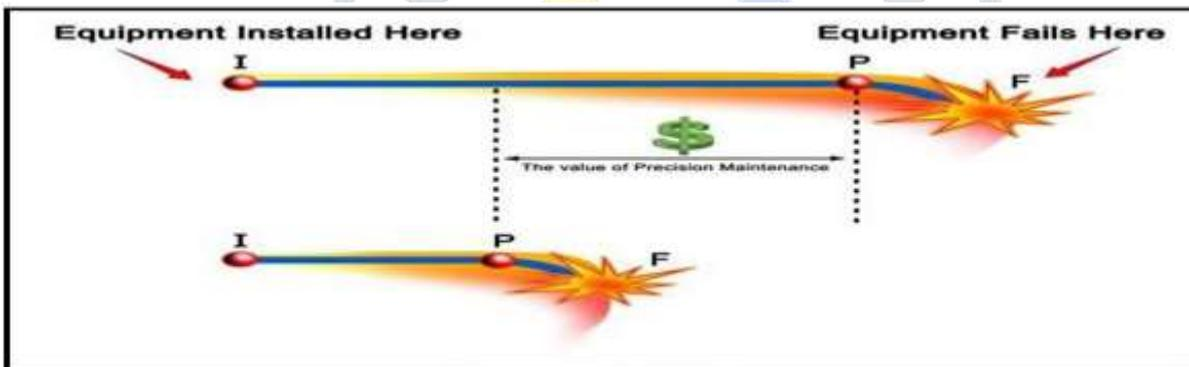 Equipment Installed Here
Equipment Fails Here
I
P
F
$
The value of Precision Maintenance
I
P
F